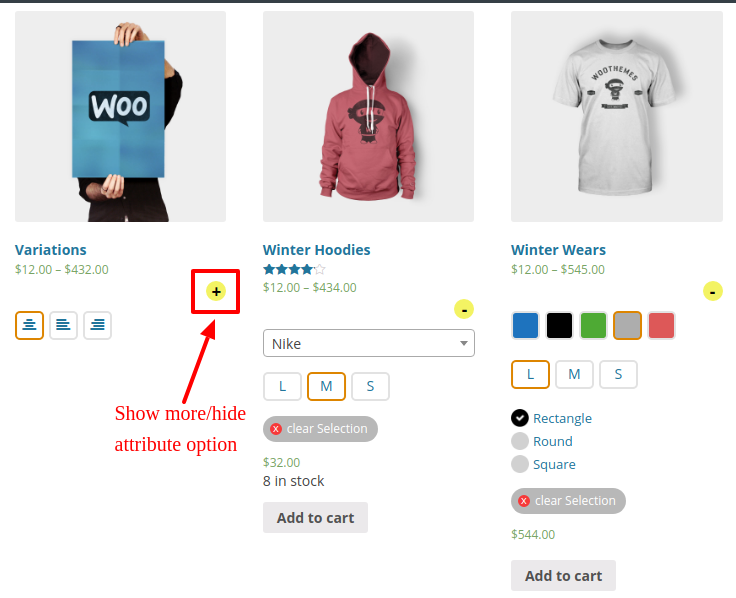 WOO
WOOTHEMES
Variations
$12.00 – $432.00
+
Show more/hide
attribute option
Winter Hoodies
$12.00 – $434.00
-
Nike
L M S
x clear Selection
$32.00
8 in stock
Add to cart
Winter Wears
$12.00 – $545.00
-
L M S
Rectangle
Round
Square
x clear Selection
$544.00
Add to cart